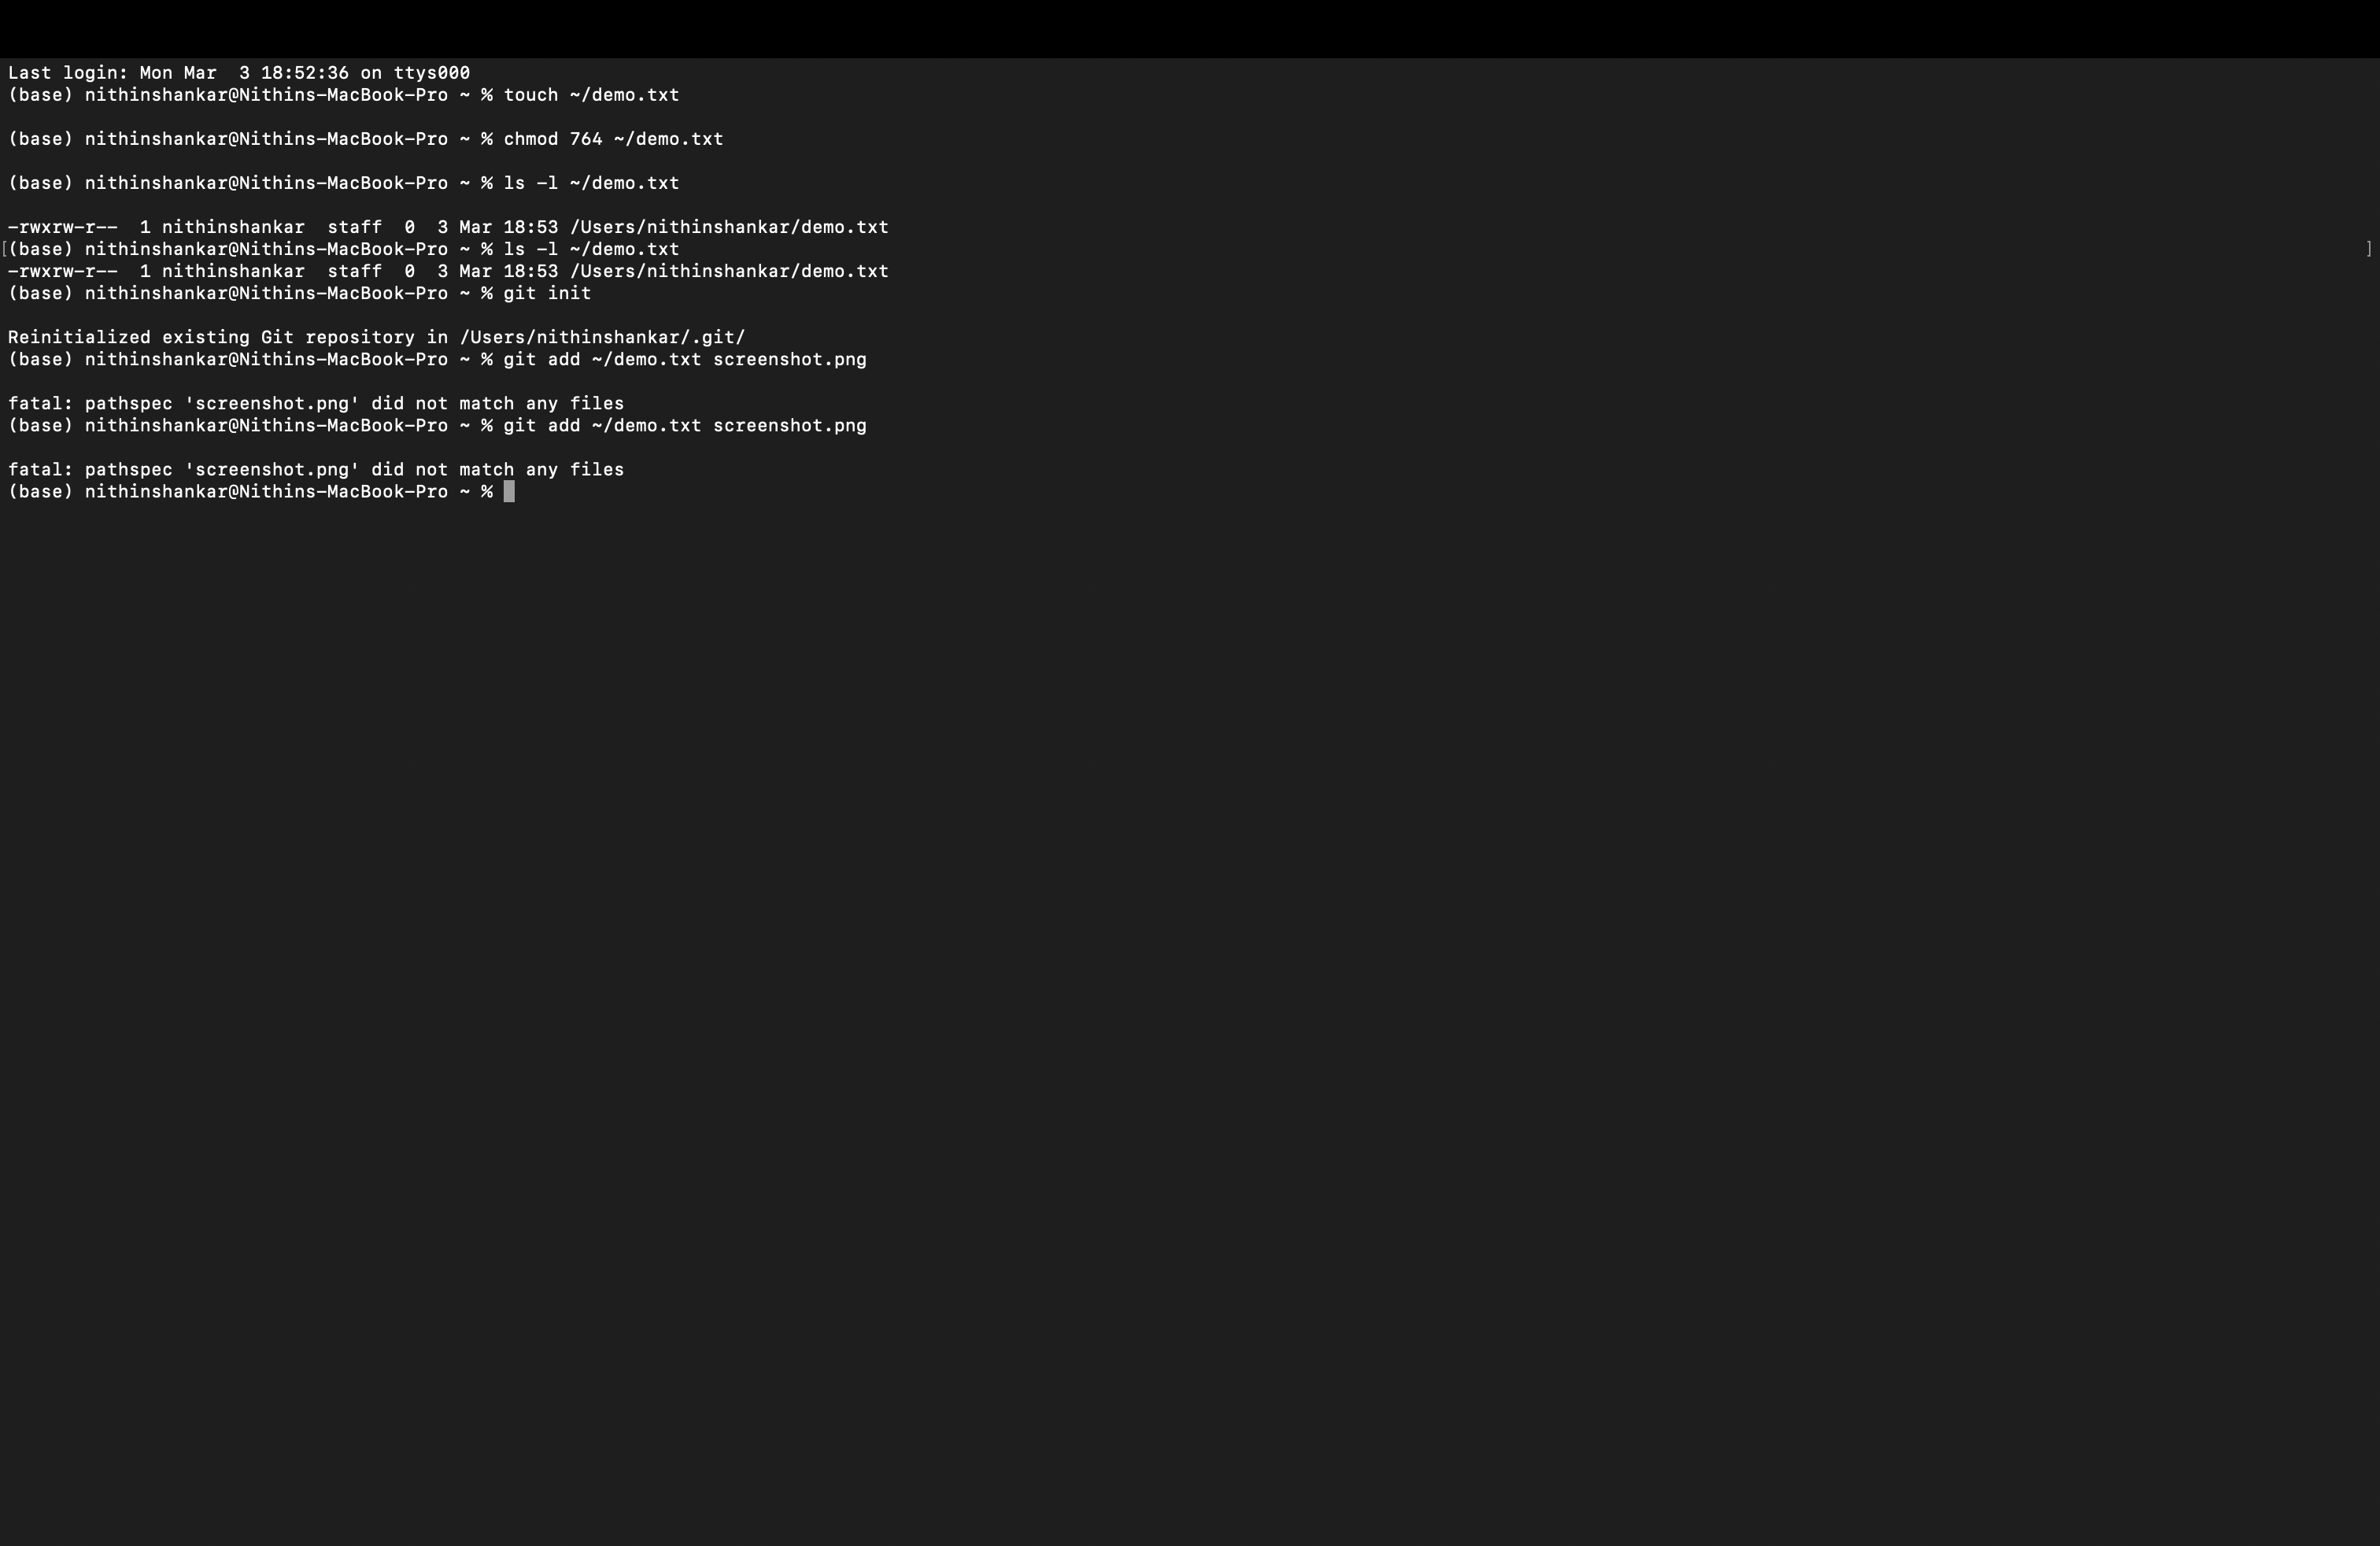 Last login: Mon Mar  3 18:52:36 on ttys000
(base) nithinshankar@Nithins-MacBook-Pro ~ % touch ~/demo.txt
(base) nithinshankar@Nithins-MacBook-Pro ~ % chmod 764 ~/demo.txt
(base) nithinshankar@Nithins-MacBook-Pro ~ % ls -l ~/demo.txt
-rwxrw-r--  1 nithinshankar  staff  0  3 Mar 18:53 /Users/nithinshankar/demo.txt
[(base) nithinshankar@Nithins-MacBook-Pro ~ % ls -l ~/demo.txt ]
-rwxrw-r--  1 nithinshankar  staff  0  3 Mar 18:53 /Users/nithinshankar/demo.txt
(base) nithinshankar@Nithins-MacBook-Pro ~ % git init
Reinitialized existing Git repository in /Users/nithinshankar/.git/
(base) nithinshankar@Nithins-MacBook-Pro ~ % git add ~/demo.txt screenshot.png
fatal: pathspec 'screenshot.png' did not match any files
(base) nithinshankar@Nithins-MacBook-Pro ~ % git add ~/demo.txt screenshot.png
fatal: pathspec 'screenshot.png' did not match any files
(base) nithinshankar@Nithins-MacBook-Pro ~ %